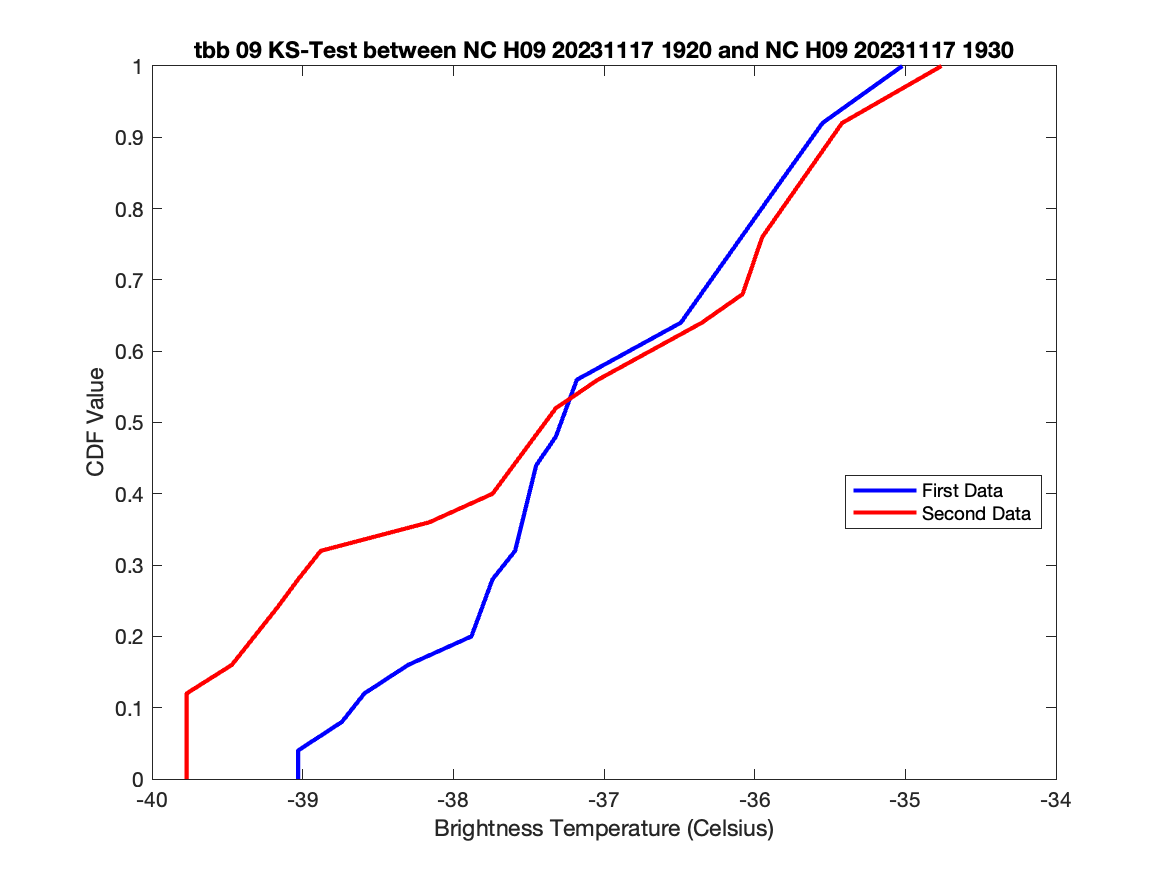 tbb 09 KS-Test between NC H09 20231117 1920 and NC H09 20231117 1930
1
0.9
0.8
0.7
0.6
0.5
0.4
0.3
0.2
0.1
0
CDF Value
First Data
Second Data
-40 -39 -38 -37 -36 -35 -34
Brightness Temperature (Celsius)